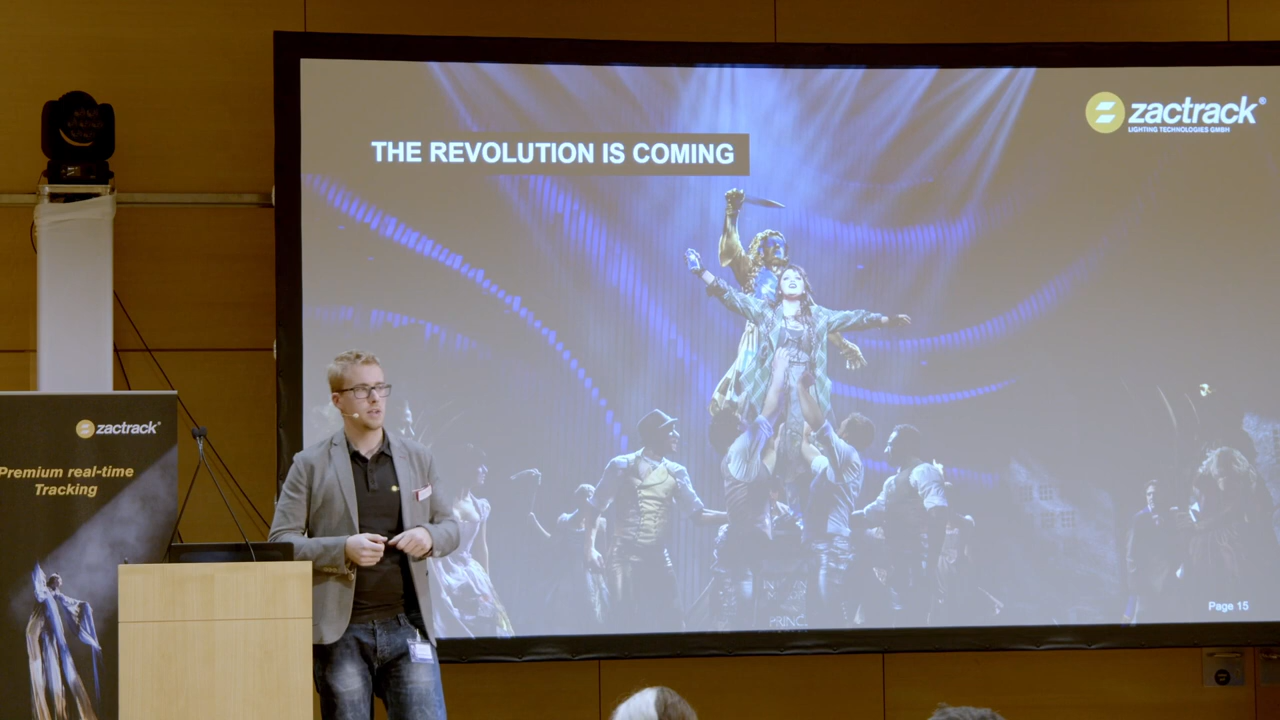 zactrack®
LIGHTING TECHNOLOGIES GMBH
THE REVOLUTION IS COMING
zactrack®
Premium real-time
Tracking
Page 15